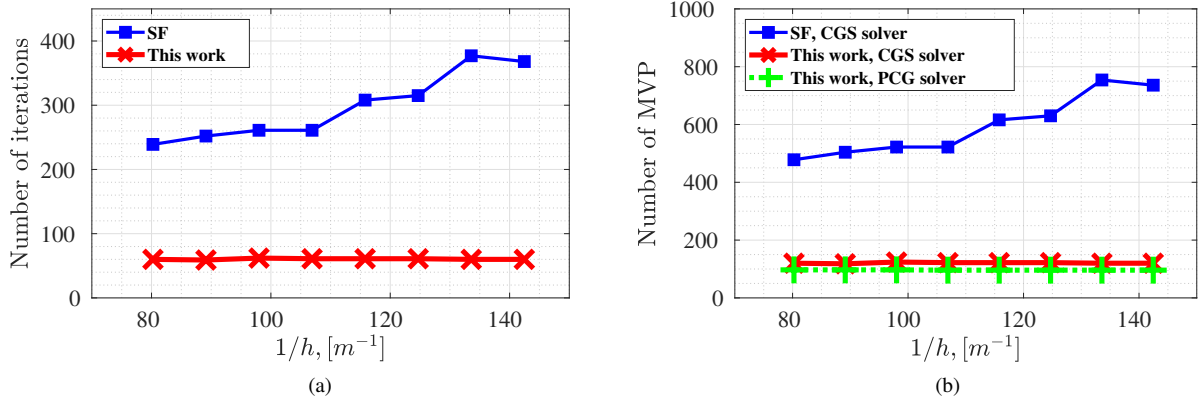 SF
This work
Number of iterations
400
300
200
100
0
80
100
120
140
1/h, [m⁻¹]
(a)
SF, CGS solver
This work, CGS solver
This work, PCG solver
Number of MVP
1000
800
600
400
200
0
80
100
120
140
1/h, [m⁻¹]
(b)